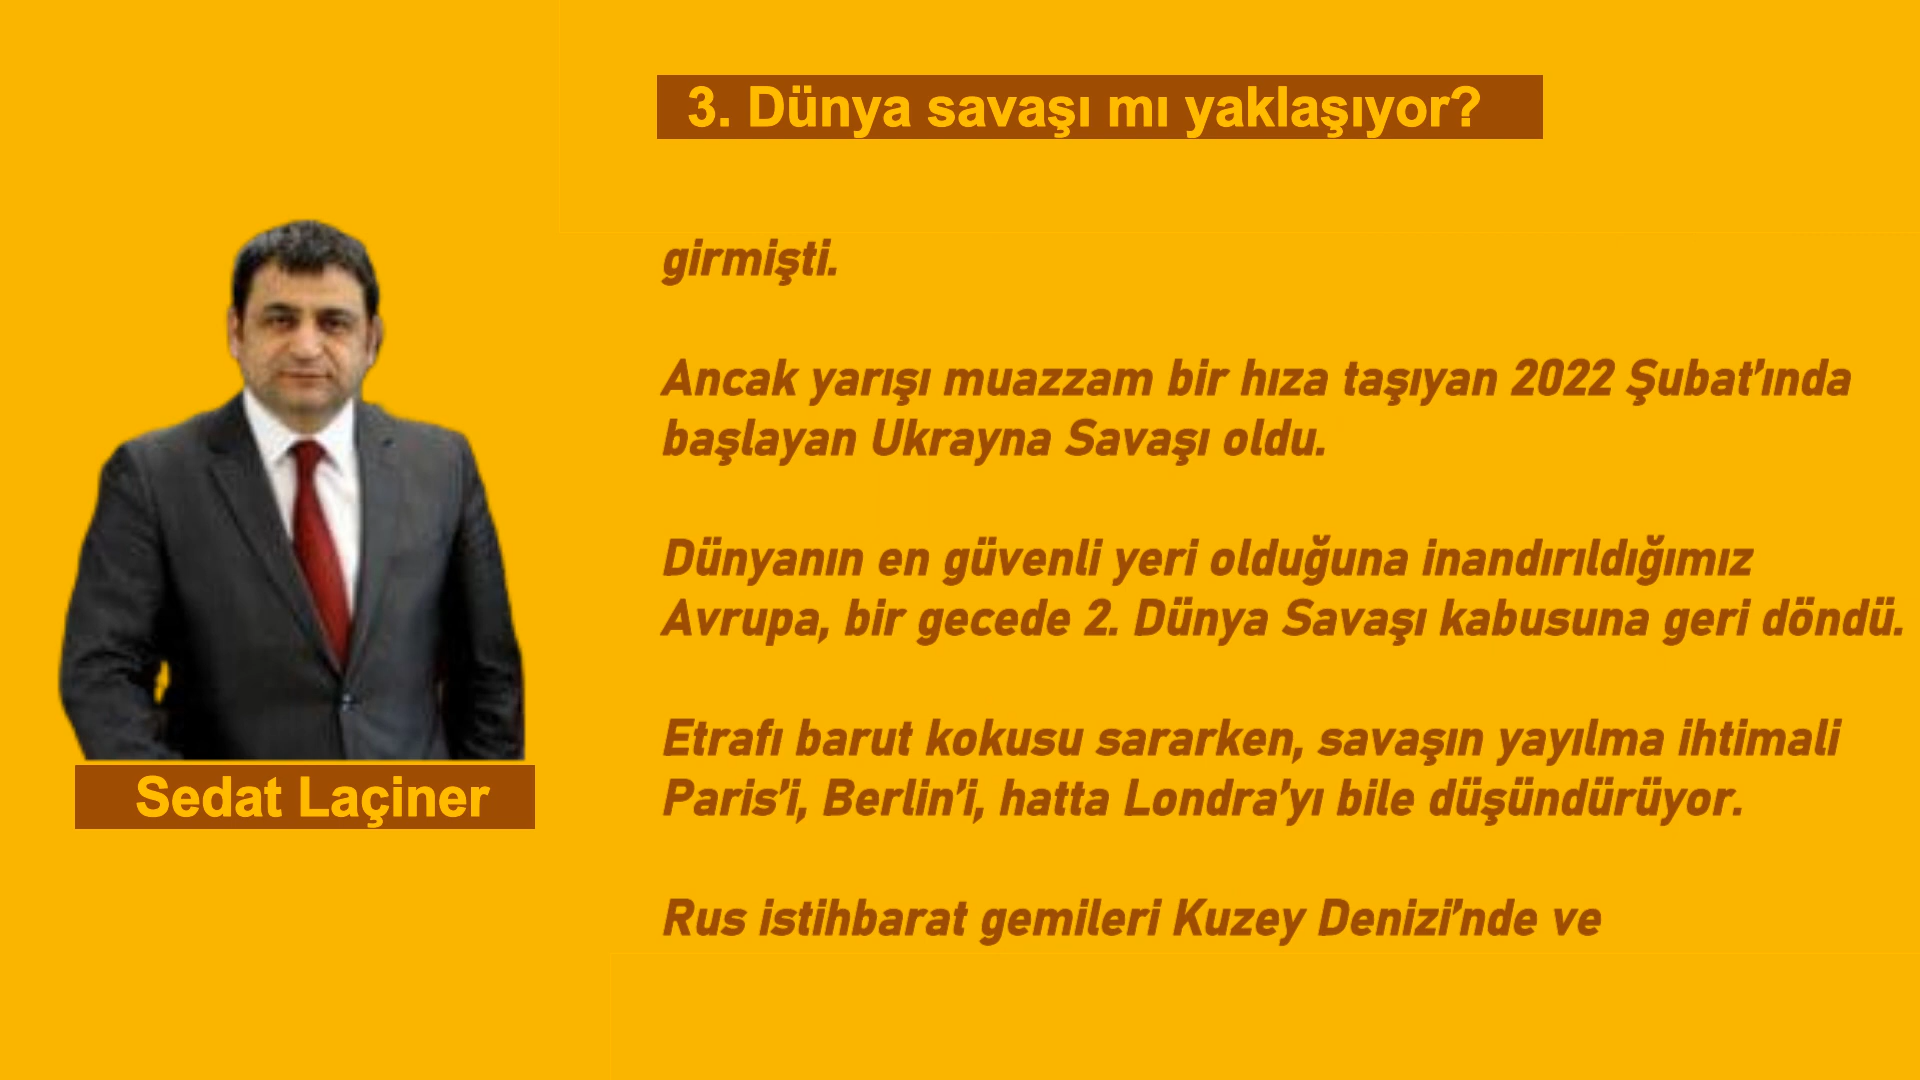 3. Dünya savaşı mı yaklaşıyor?
girmişti.
Ancak yarışı muazzam bir hıza taşıyan 2022 Şubat’ında
başlayan Ukrayna Savaşı oldu.
Dünyanın en güvenli yeri olduğuna inandırıldığımız
Avrupa, bir gecede 2. Dünya Savaşı kabusuna geri döndü.
Etrafı barut kokusu sararken, savaşın yayılma ihtimali
Paris’i, Berlin’i, hatta Londra’yı bile düşündürüyor.
Rus istihbarat gemileri Kuzey Denizi’nde ve
Sedat Laçiner